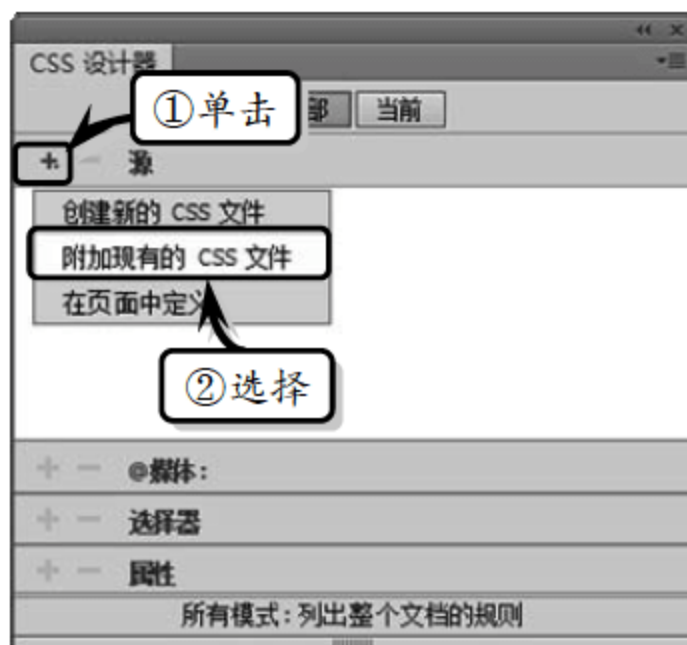 CSS 设计器
①单击
部 当前
源
创建新的 CSS 文件
附加现有的 CSS 文件
在页面中定义
②选择
@媒体:
选择器
属性
所有模式:列出整个文档的规则